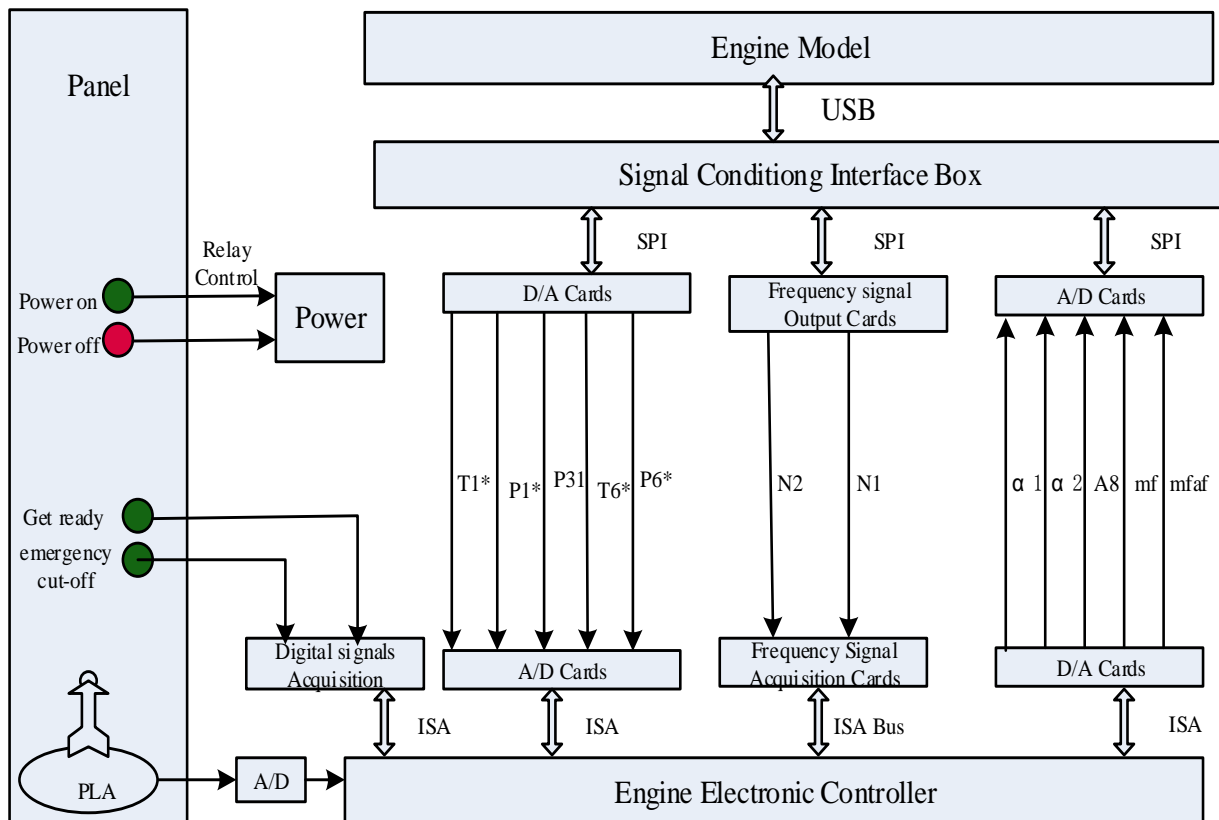 Engine Model
Panel
USB
Signal Conditiong Interface Box
Relay
Control
SPI
SPI
SPI
D/A Cards
Frequency signal
Output Cards
A/D Cards
Power on
Power
Power off
T1*
P1*
P31
T6*
P6*
N2
N1
α 1
α 2
A8
mf
mfaf
Get ready
emergency
cut-off
Digital signals
Acquisition
A/D Cards
Frequency Signal
Acquisition Cards
D/A Cards
ISA
ISA
ISA Bus
ISA
PLA
A/D
Engine Electronic Controller